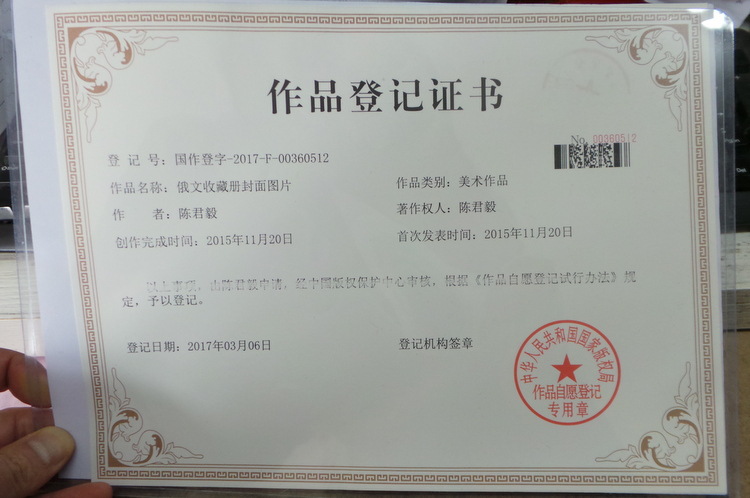 作品登记证书
No. 00360512
登 记 号：国作登字-2017-F-00360512
作品名称：俄文收藏册封面图片
作品类别：美术作品
作 者：陈君毅
著作权人：陈君毅
创作完成时间：2015年11月20日
首次发表时间：2015年11月20日
以上事项，由陈君毅申请，经中国版权保护中心审核，根据《作品自愿登记试行办法》规
定，予以登记。
登记日期：2017年03月06日
登记机构签章
中华人民共和国国家版权局
作品自愿登记
专用章